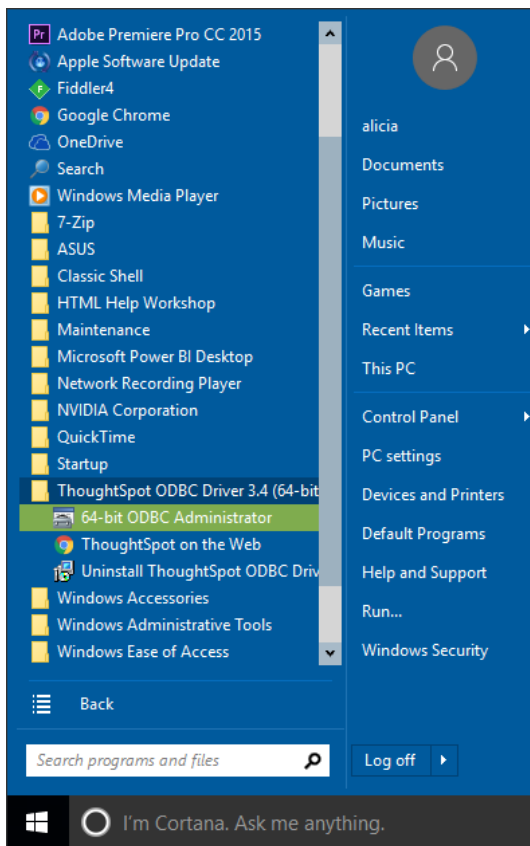 Pr Adobe Premiere Pro CC 2015
Apple Software Update
Fiddler4
Google Chrome
OneDrive
Search
Windows Media Player
7-Zip
ASUS
Classic Shell
HTML Help Workshop
Maintenance
Microsoft Power BI Desktop
Network Recording Player
NVIDIA Corporation
QuickTime
Startup
ThoughtSpot ODBC Driver 3.4 (64-bit
64-bit ODBC Administrator
ThoughtSpot on the Web
Uninstall ThoughtSpot ODBC Driv
Windows Accessories
Windows Administrative Tools
Windows Ease of Access
Back
Search programs and files
alicia
Documents
Pictures
Music
Games
Recent Items
This PC
Control Panel
PC settings
Devices and Printers
Default Programs
Help and Support
Run...
Windows Security
Log off
I'm Cortana. Ask me anything.